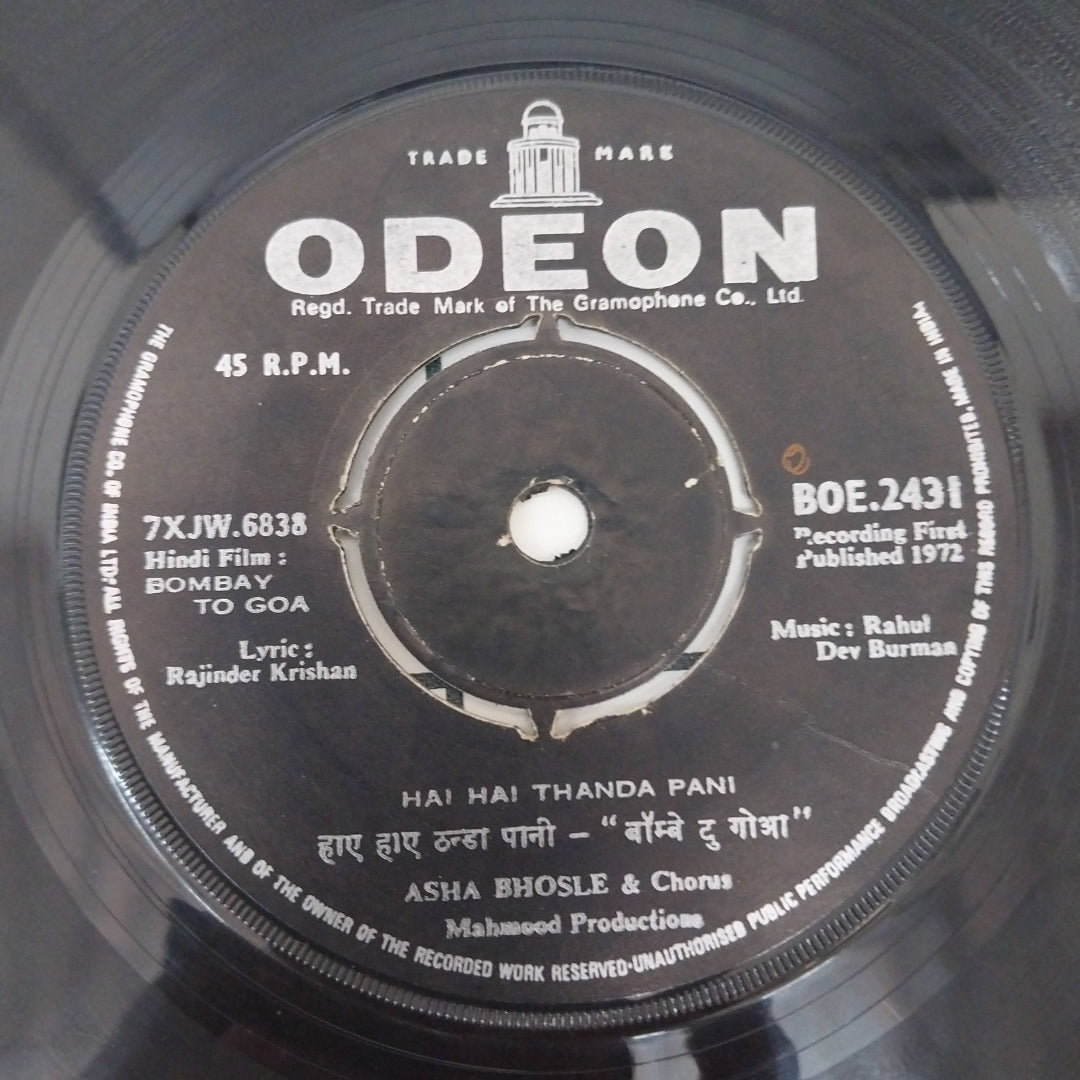 TRADE MARK
ODEON
Regd. Trade Mark of The Gramophone Co., Ltd.
45 R.P.M.
7XJW.6838
Hindi Film :
BOMBAY
TO GOA
Lyric :
Rajinder Krishan
BOE.2431
Recording First
Published 1972
Music : Rahul
Dev Burman
HAI HAI THANDA PANI
हाए हाए ठन्डा पानी – “बॉम्बे टु गोआ”
ASHA BHOSLE & Chorus
Mahmood Productions
THE GRAMOPHONE CO. OF INDIA LTD. ALL RIGHTS OF THE MANUFACTURER AND OF THE OWNER OF THE RECORDED WORK RESERVED·UNAUTHORISED PUBLIC PERFORMANCE BROADCASTING AND COPYING OF THIS RECORD PROHIBITED. MADE IN INDIA